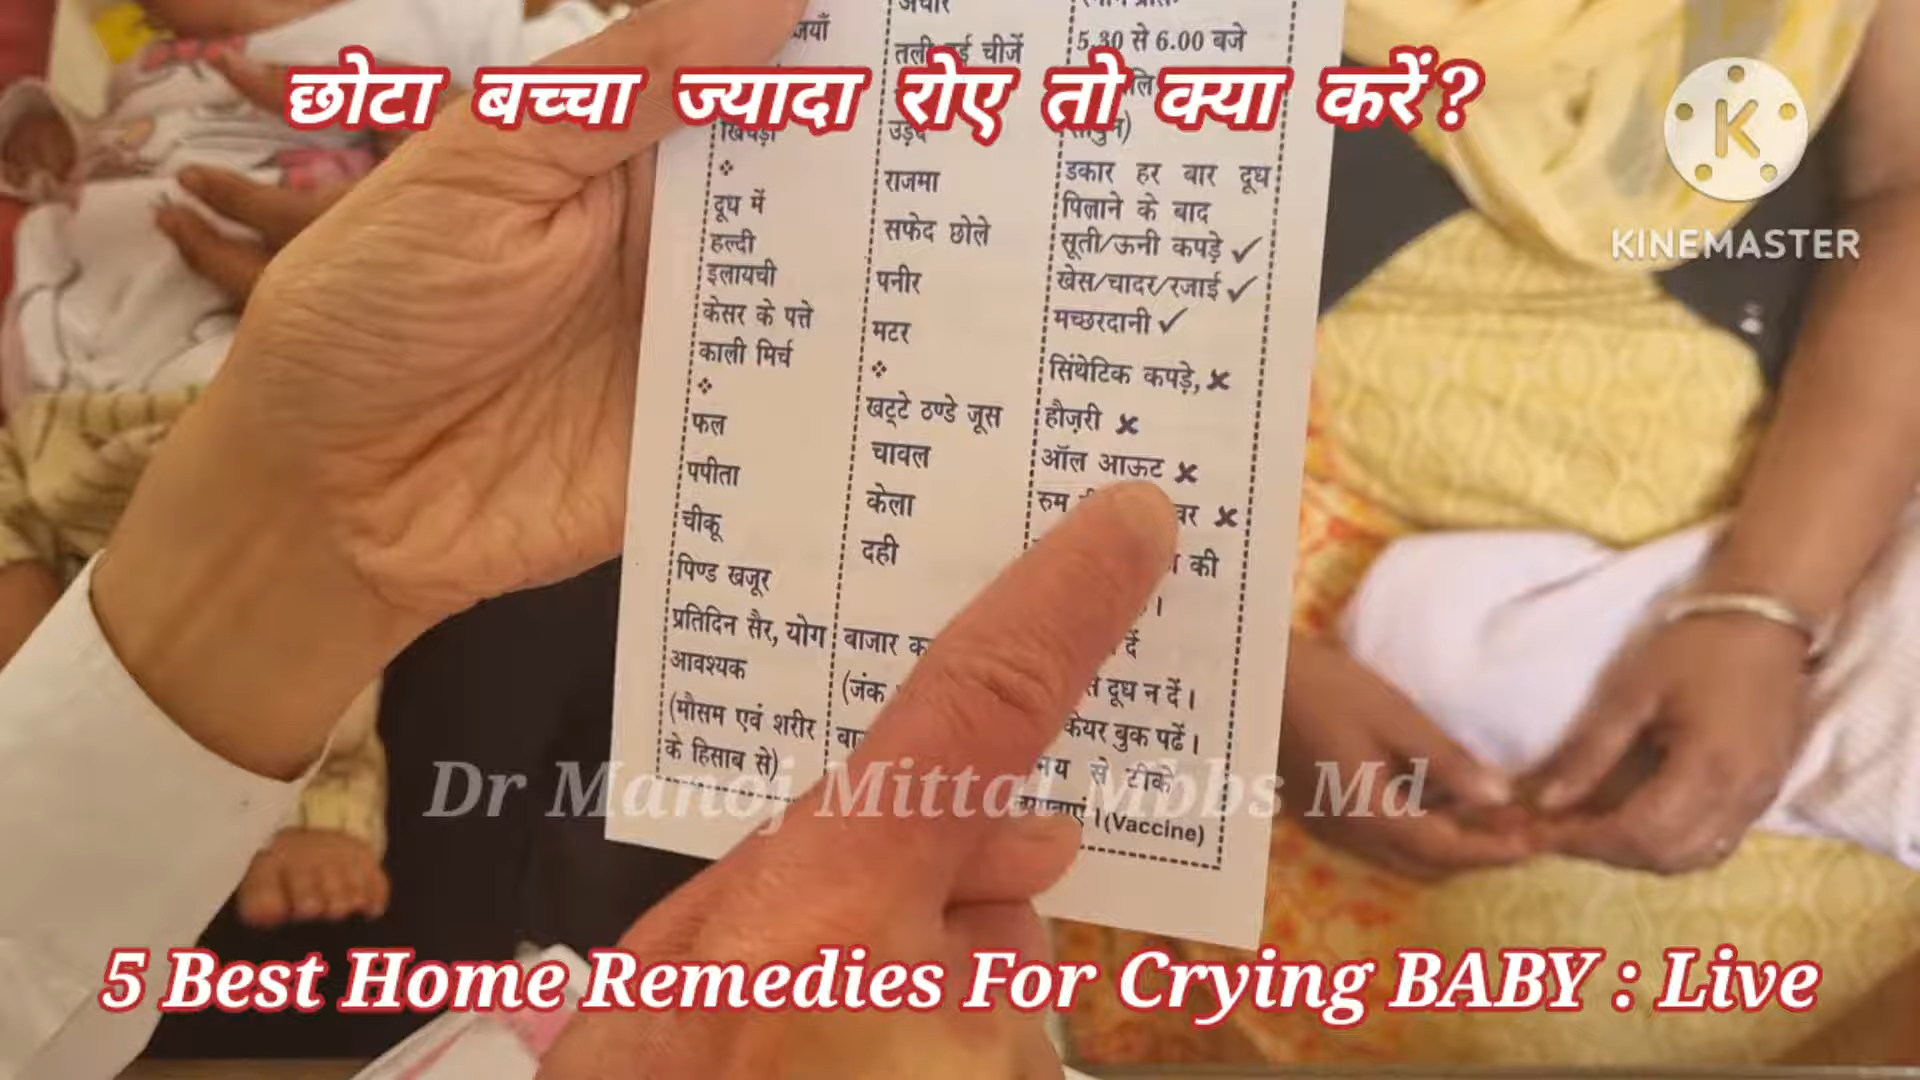 छोटा बच्चा ज्यादा रोए तो क्या करें?
KINEMASTER
दूध में
हल्दी
इलायची
केसर के पत्ते
काली मिर्च
फल
पपीता
चीकू
पिण्ड खजूर
प्रतिदिन सैर, योग
आवश्यक
(मौसम एवं शरीर
के हिसाब से)
चीजें
राजमा
सफेद छोले
पनीर
मटर
खट्टे ठण्डे जूस
चावल
केला
दही
बाजार
(जंक
5.30 से 6.00 बजे
डकार हर बार दूध
पिलाने के बाद
सूती/ऊनी कपड़े ✓
खेस/चादर/रजाई ✓
मच्छरदानी ✓
सिंथेटिक कपड़े, ✗
हौज़री ✗
ऑल आऊट ✗
रुम ✗
की
दें
दूध न दें।
केयर बुक पढें।
से टीके
(Vaccine)
Dr Manoj Mittal Mbbs Md
5 Best Home Remedies For Crying BABY : Live